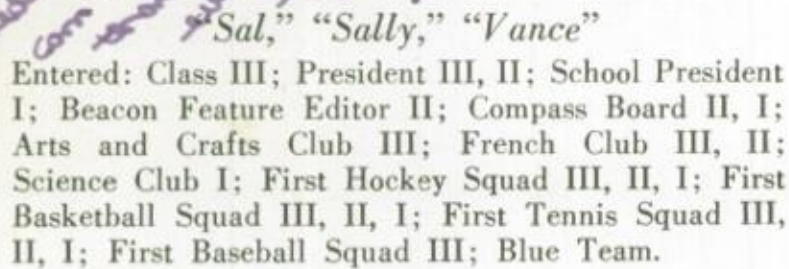 "Sal," "Sally," "Vance"
Entered: Class III; President III, II; School President
I; Beacon Feature Editor II; Compass Board II, I;
Arts and Crafts Club III; French Club III, II;
Science Club I; First Hockey Squad III, II, I; First
Basketball Squad III, II, I; First Tennis Squad III,
II, I; First Baseball Squad III; Blue Team.